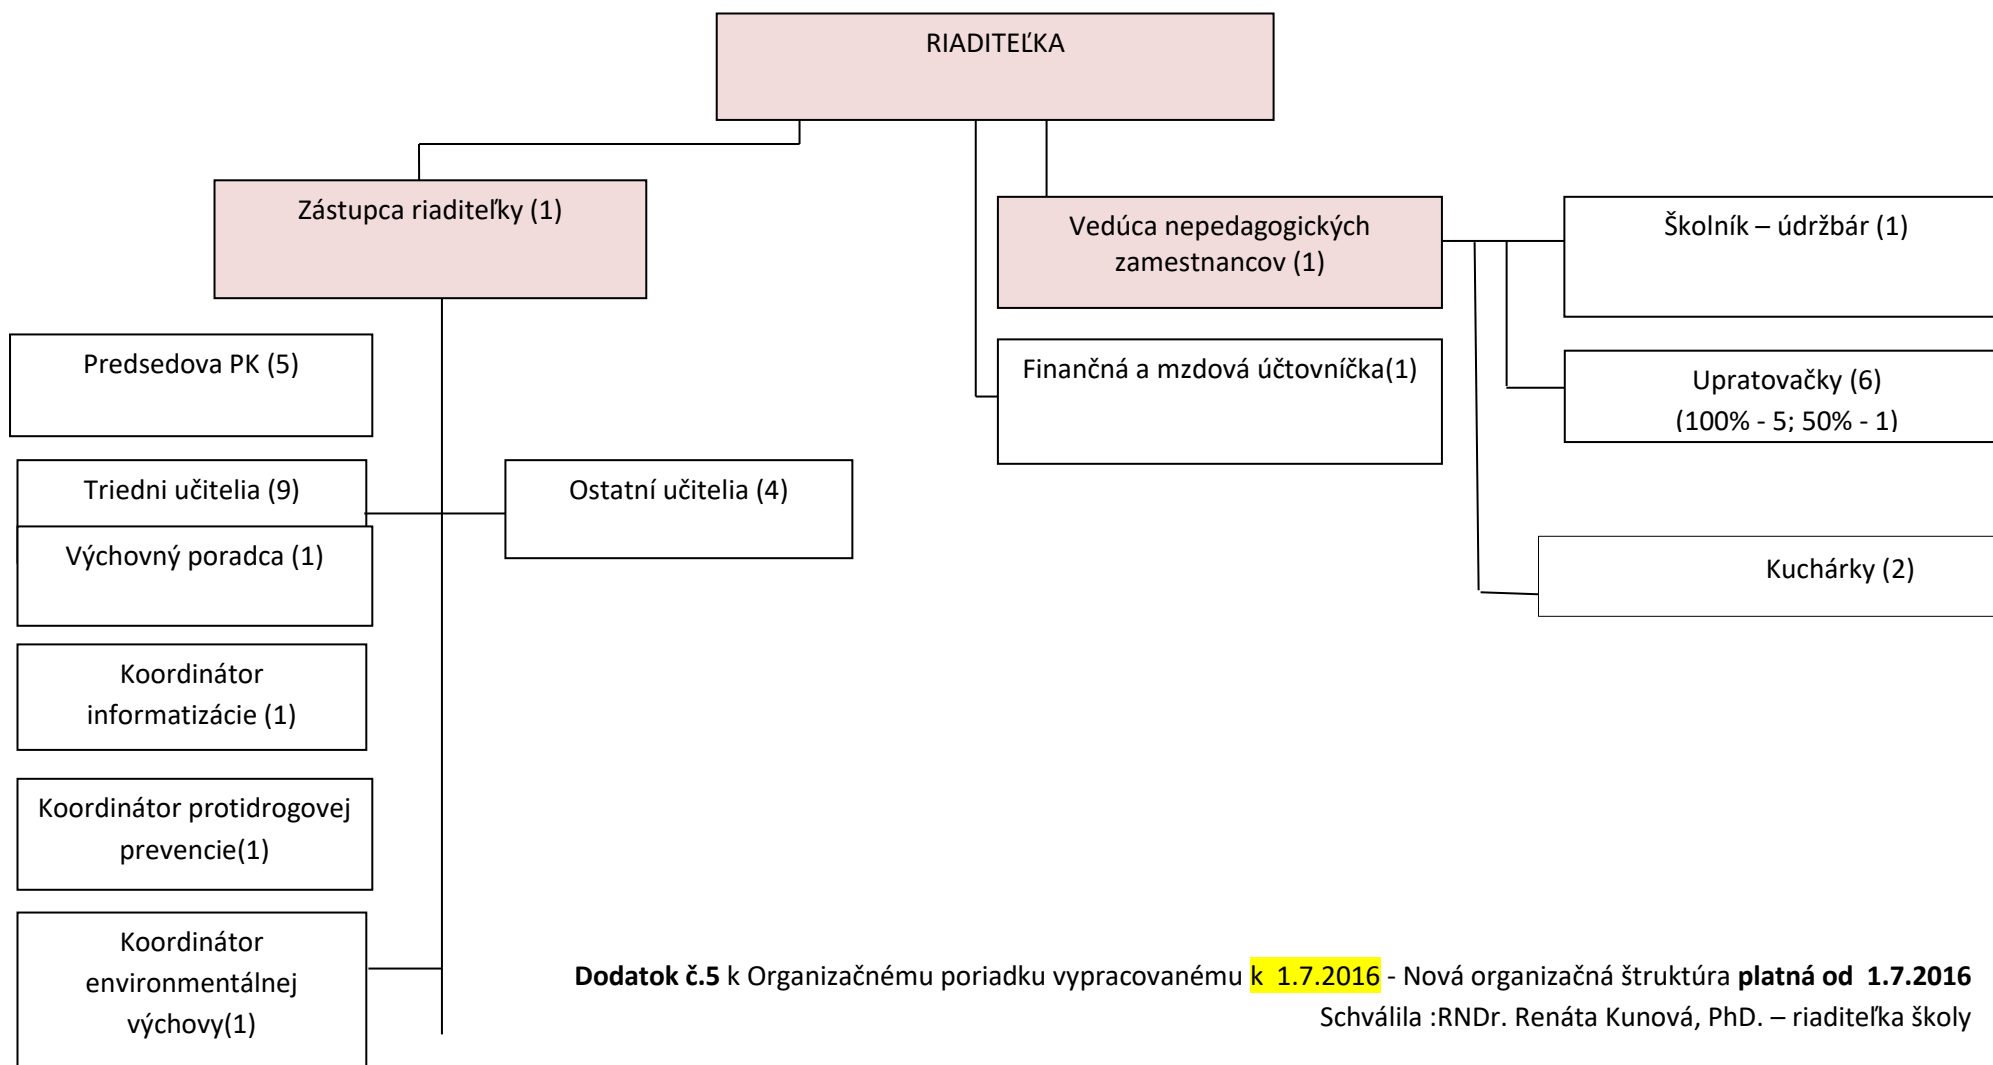 RIADITEĽKA
Zástupca riaditeľky (1)
Vedúca nepedagogických
zamestnancov (1)
Školník – údržbár (1)
Predsedova PK (5)
Finančná a mzdová účtovníčka(1)
Upratovačky (6)
(100% - 5; 50% - 1)
Triedni učitelia (9)
Ostatní učitelia (4)
Výchovný poradca (1)
Kuchárky (2)
Koordinátor
informatizácie (1)
Koordinátor protidrogovej
prevencie(1)
Koordinátor
environmentálnej
výchovy(1)
Dodatok č.5 k Organizačnému poriadku vypracovanému k 1.7.2016 - Nová organizačná štruktúra platná od 1.7.2016
Schválila :RNDr. Renáta Kunová, PhD. – riaditeľka školy